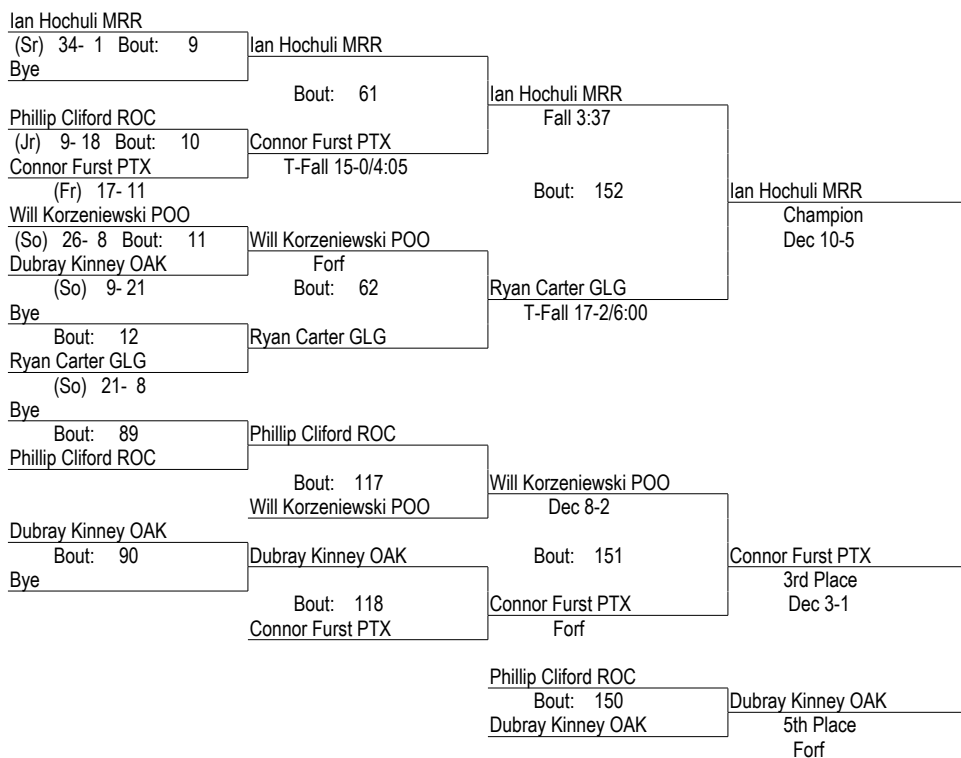 Ian Hochuli MRR
(Sr) 34- 1 Bout: 9 Ian Hochuli MRR
Bye
Bout: 61 Ian Hochuli MRR
Phillip Cliford ROC Fall 3:37
(Jr) 9- 18 Bout: 10 Connor Furst PTX
Connor Furst PTX T-Fall 15-0/4:05
(Fr) 17- 11 Bout: 152 Ian Hochuli MRR
Will Korzeniewski POO Champion
(So) 26- 8 Bout: 11 Will Korzeniewski POO Dec 10-5
Dubray Kinney OAK Forf
(So) 9- 21 Bout: 62 Ryan Carter GLG
Bye T-Fall 17-2/6:00
Bout: 12 Ryan Carter GLG
Ryan Carter GLG
(So) 21- 8
Bye
Bout: 89 Phillip Cliford ROC
Phillip Cliford ROC
Bout: 117 Will Korzeniewski POO
Will Korzeniewski POO Dec 8-2
Dubray Kinney OAK
Bout: 90 Dubray Kinney OAK Bout: 151 Connor Furst PTX
Bye 3rd Place
Bout: 118 Connor Furst PTX Dec 3-1
Connor Furst PTX Forf
Phillip Cliford ROC
Bout: 150 Dubray Kinney OAK
Dubray Kinney OAK 5th Place
Forf